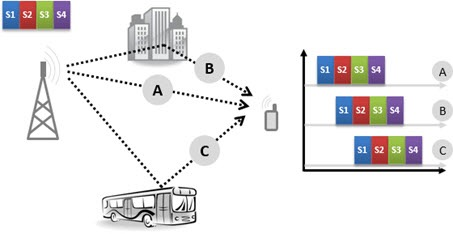 S1 S2 S3 S4
B
A
C
S1 S2 S3 S4 A
S1 S2 S3 S4 B
S1 S2 S3 S4 C